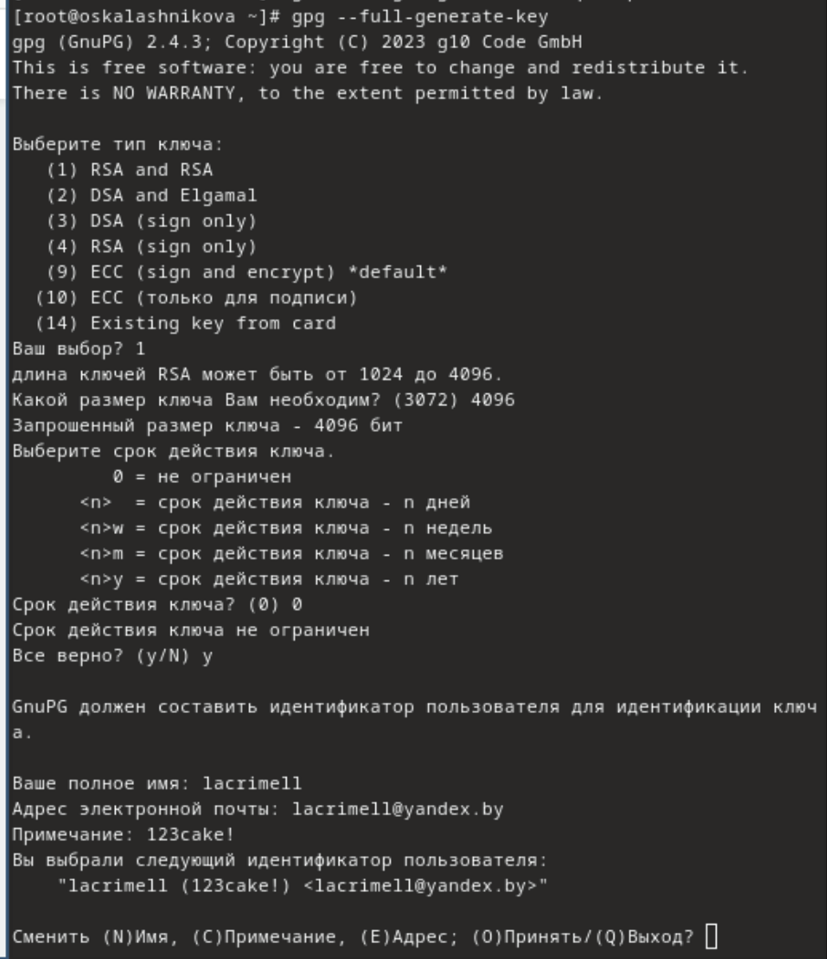 [root@oskalashnikova ~]# gpg --full-generate-key
gpg (GnuPG) 2.4.3; Copyright (C) 2023 g10 Code GmbH
This is free software: you are free to change and redistribute it.
There is NO WARRANTY, to the extent permitted by law.
Выберите тип ключа:
(1) RSA and RSA
(2) DSA and Elgamal
(3) DSA (sign only)
(4) RSA (sign only)
(9) ECC (sign and encrypt) *default*
(10) ECC (только для подписи)
(14) Existing key from card
Ваш выбор? 1
длина ключей RSA может быть от 1024 до 4096.
Какой размер ключа Вам необходим? (3072) 4096
Запрошенный размер ключа - 4096 бит
Выберите срок действия ключа.
0 = не ограничен
<n>  = срок действия ключа - n дней
<n>w = срок действия ключа - n недель
<n>m = срок действия ключа - n месяцев
<n>y = срок действия ключа - n лет
Срок действия ключа? (0) 0
Срок действия ключа не ограничен
Все верно? (y/N) y
GnuPG должен составить идентификатор пользователя для идентификации ключ
а.
Ваше полное имя: lacrimell
Адрес электронной почты: lacrimell@yandex.by
Примечание: 123cake!
Вы выбрали следующий идентификатор пользователя:
"lacrimell (123cake!) <lacrimell@yandex.by>"
Сменить (N)Имя, (C)Примечание, (E)Адрес; (O)Принять/(Q)Выход?